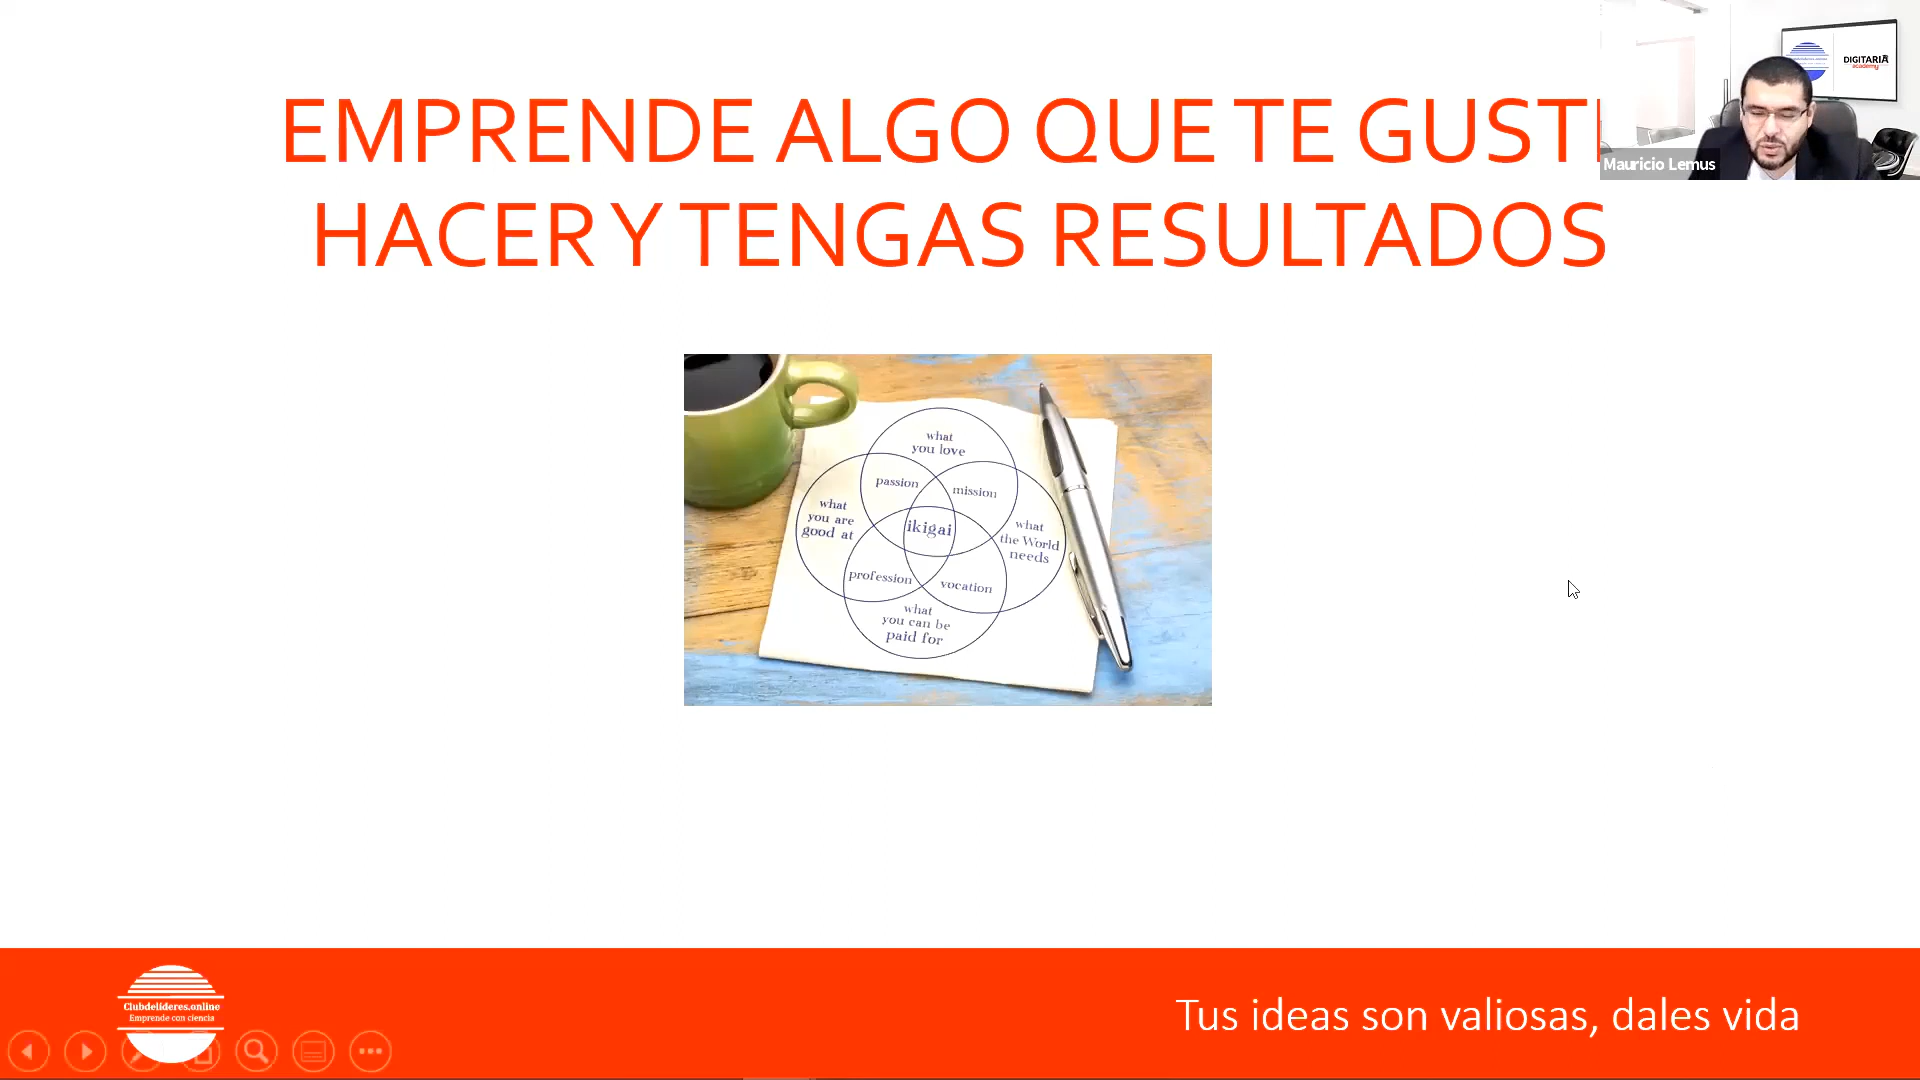 EMPRENDE ALGO QUE TE GUST
HACER Y TENGAS RESULTADOS
DIGITARIA
academy
Mauricio Lemus
what
you love
passion
mission
what
you are
good at
ikigai
what
the World
needs
profession
vocation
what
you can be
paid for
Clubdelideres.online
Emprende con ciencia
Tus ideas son valiosas, dales vida